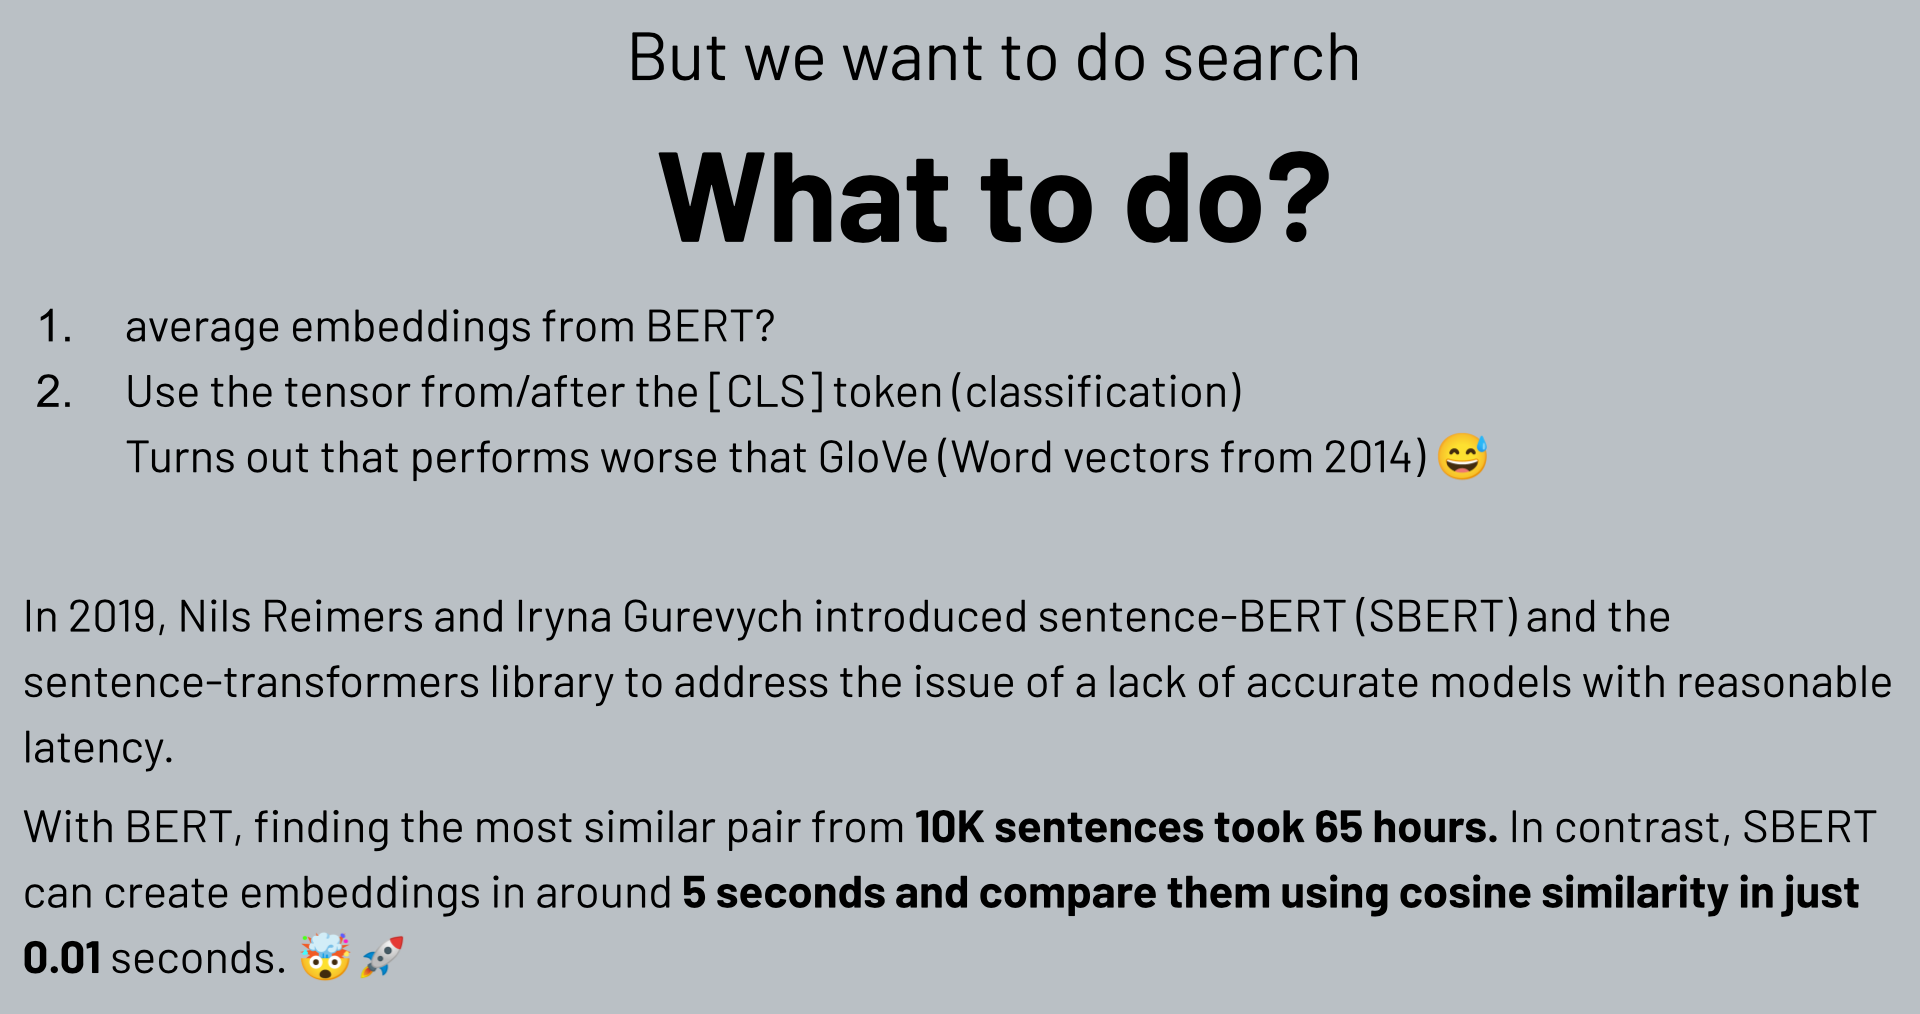 But we want to do search
What to do?
1. average embeddings from BERT?
2. Use the tensor from/after the [CLS] token (classification)
Turns out that performs worse that GloVe (Word vectors from 2014) 😅
In 2019, Nils Reimers and Iryna Gurevych introduced sentence-BERT (SBERT) and the
sentence-transformers library to address the issue of a lack of accurate models with reasonable
latency.
With BERT, finding the most similar pair from 10K sentences took 65 hours. In contrast, SBERT
can create embeddings in around 5 seconds and compare them using cosine similarity in just
0.01 seconds. 🤯🚀